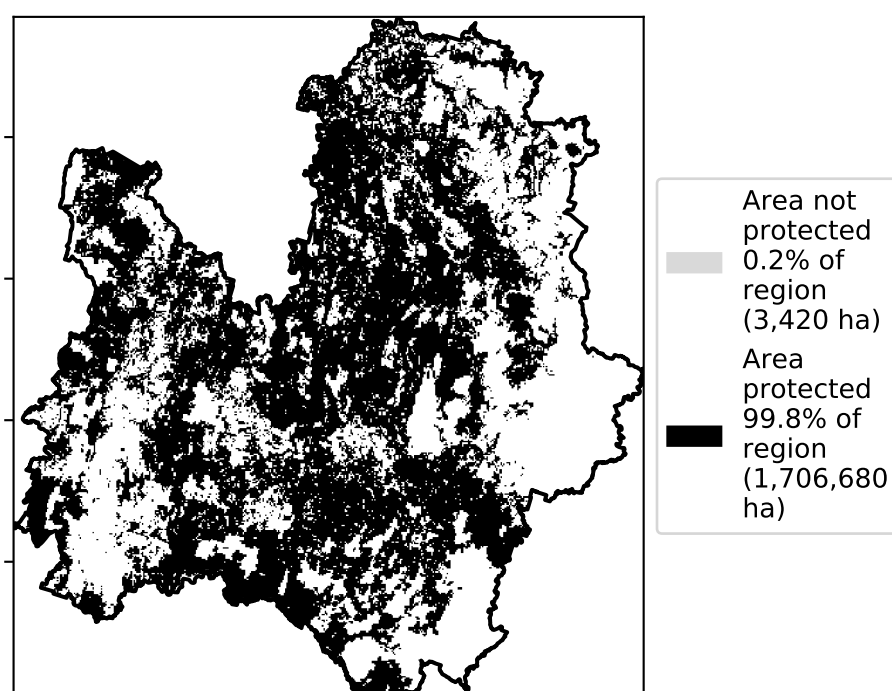 Area not
protected
0.2% of
region
(3,420 ha)
Area
protected
99.8% of
region
(1,706,680
ha)